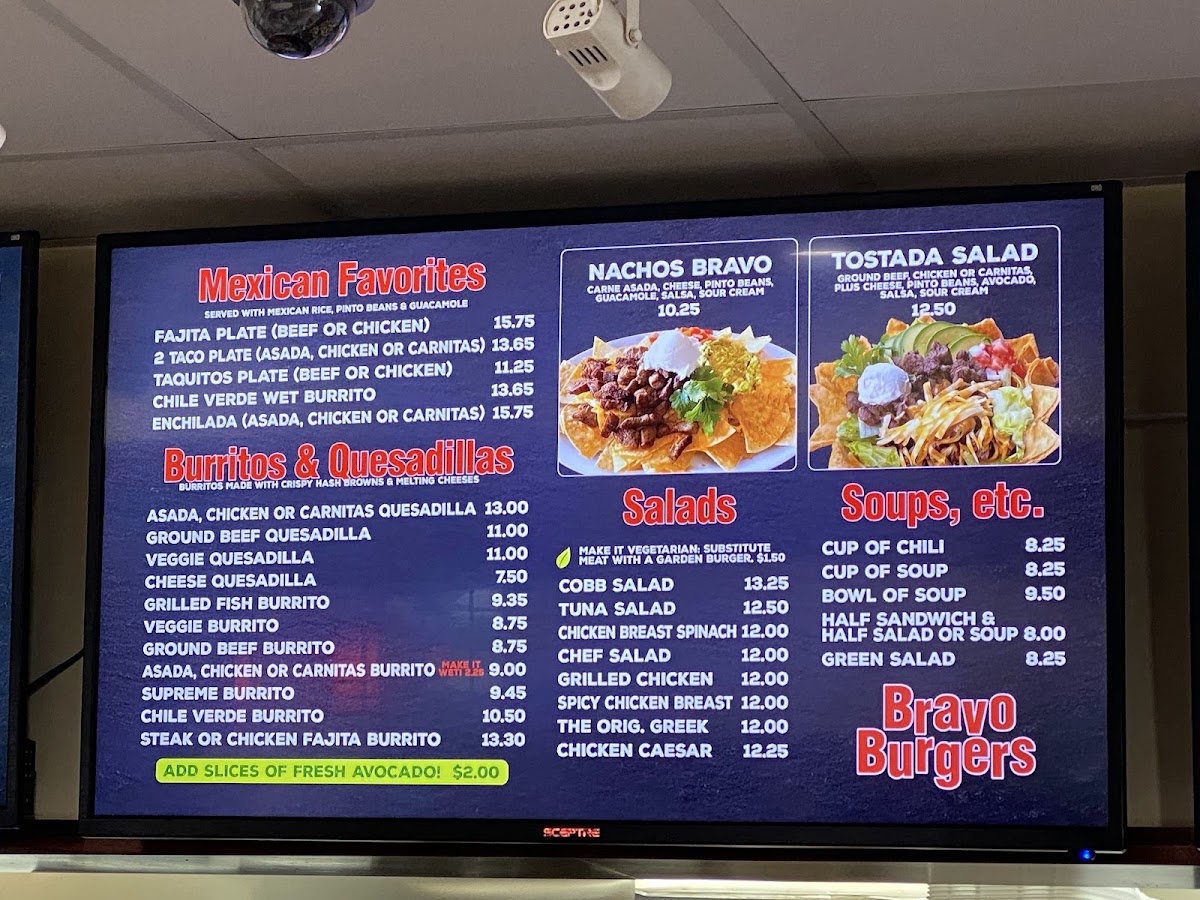 Mexican Favorites
SERVED WITH MEXICAN RICE, PINTO BEANS & GUACAMOLE
FAJITA PLATE (BEEF OR CHICKEN) 15.75
2 TACO PLATE (ASADA, CHICKEN OR CARNITAS) 13.65
TAQUITOS PLATE (BEEF OR CHICKEN) 11.25
CHILE VERDE WET BURRITO 13.65
ENCHILADA (ASADA, CHICKEN OR CARNITAS) 15.75
Burritos & Quesadillas
BURRITOS MADE WITH CRISPY HASH BROWNS & MELTING CHEESES
ASADA, CHICKEN OR CARNITAS QUESADILLA 13.00
GROUND BEEF QUESADILLA 11.00
VEGGIE QUESADILLA 11.00
CHEESE QUESADILLA 7.50
GRILLED FISH BURRITO 9.35
VEGGIE BURRITO 8.75
GROUND BEEF BURRITO 8.75
ASADA, CHICKEN OR CARNITAS BURRITO MAKE IT WET! 2.25 9.00
SUPREME BURRITO 9.45
CHILE VERDE BURRITO 10.50
STEAK OR CHICKEN FAJITA BURRITO 13.30
ADD SLICES OF FRESH AVOCADO! $2.00
NACHOS BRAVO
CARNE ASADA, CHEESE, PINTO BEANS,
GUACAMOLE, SALSA, SOUR CREAM
10.25
TOSTADA SALAD
GROUND BEEF, CHICKEN OR CARNITAS,
PLUS CHEESE, PINTO BEANS, AVOCADO,
SALSA, SOUR CREAM
12.50
Salads
MAKE IT VEGETARIAN: SUBSTITUTE
MEAT WITH A GARDEN BURGER. $1.50
COBB SALAD 13.25
TUNA SALAD 12.50
CHICKEN BREAST SPINACH 12.00
CHEF SALAD 12.00
GRILLED CHICKEN 12.00
SPICY CHICKEN BREAST 12.00
THE ORIG. GREEK 12.00
CHICKEN CAESAR 12.25
Soups, etc.
CUP OF CHILI 8.25
CUP OF SOUP 8.25
BOWL OF SOUP 9.50
HALF SANDWICH &
HALF SALAD OR SOUP 8.00
GREEN SALAD 8.25
Bravo
Burgers
SCEPTRE